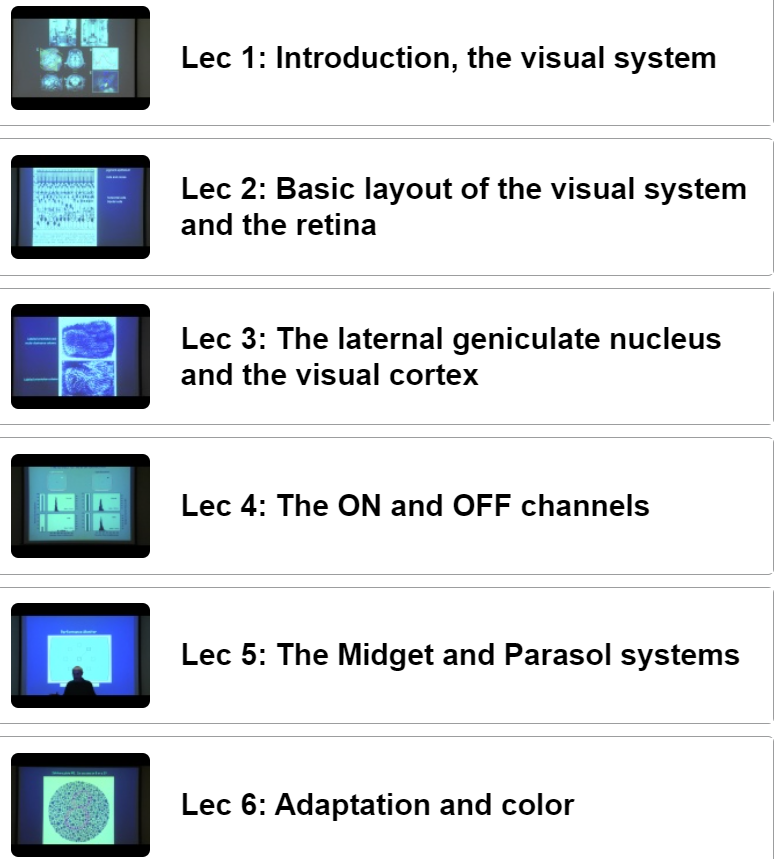 Lec 1: Introduction, the visual system
Lec 2: Basic layout of the visual system
and the retina
Lec 3: The laternal geniculate nucleus
and the visual cortex
Lec 4: The ON and OFF channels
Lec 5: The Midget and Parasol systems
Lec 6: Adaptation and color